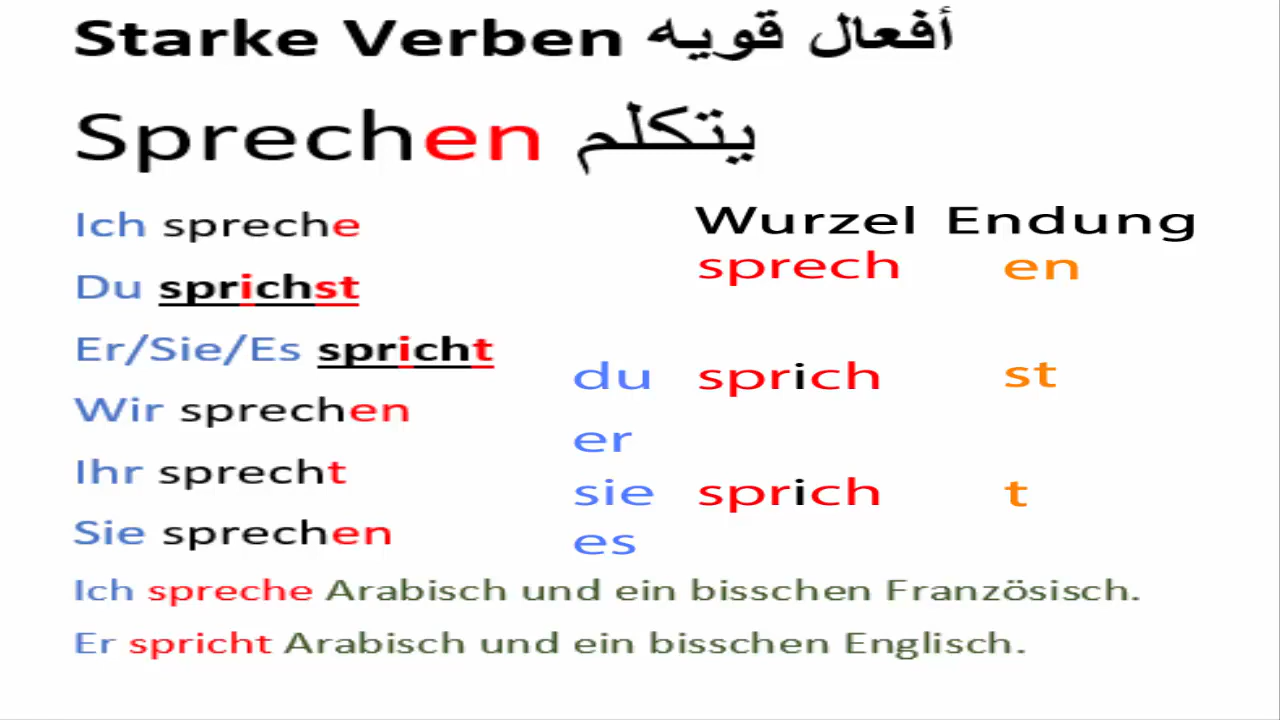 Starke Verben أفعال قويه
Sprechen يتكلم
Ich spreche
Du sprichst
Er/Sie/Es spricht
Wir sprechen
Ihr sprecht
Sie sprechen
Wurzel Endung
sprech en
du sprich st
er
sie sprich t
es
Ich spreche Arabisch und ein bisschen Französisch.
Er spricht Arabisch und ein bisschen Englisch.